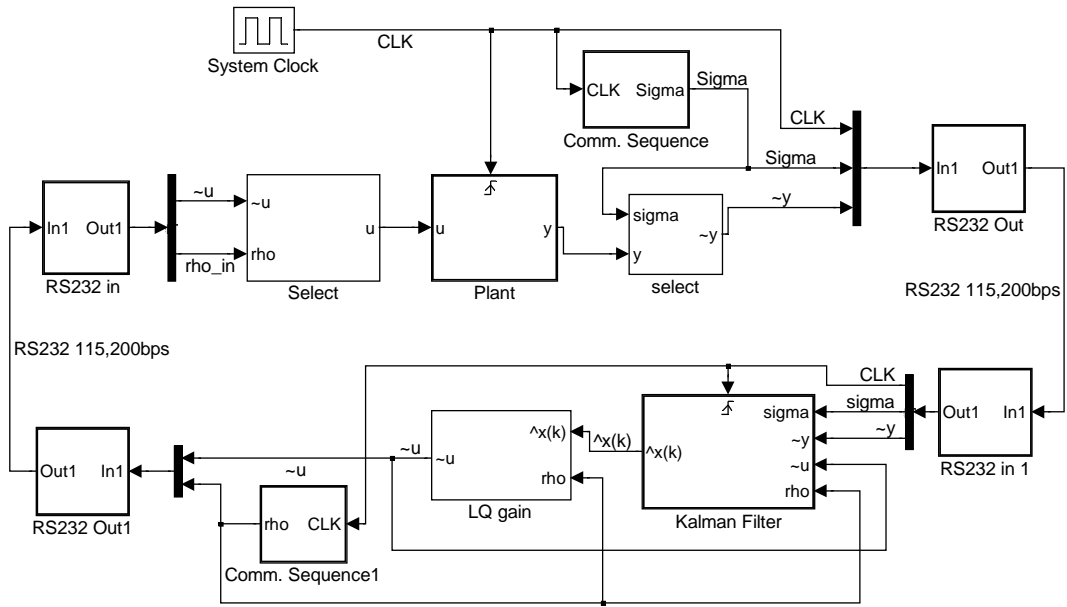 System Clock
CLK
CLK Sigma
Comm. Sequence
Sigma
CLK
Sigma
~y
In1 Out1
RS232 Out
In1 Out1
RS232 in
~u
rho_in
~u
rho
u
Select
u
y
Plant
sigma
y
~y
select
RS232 115,200bps
RS232 115,200bps
CLK
sigma
~y
Out1 In1
RS232 in 1
sigma
~y
~u
rho
^x(k)
Kalman Filter
^x(k)
^x(k)
~u
rho
LQ gain
~u
~u
rho CLK
Comm. Sequence1
Out1 In1
RS232 Out1